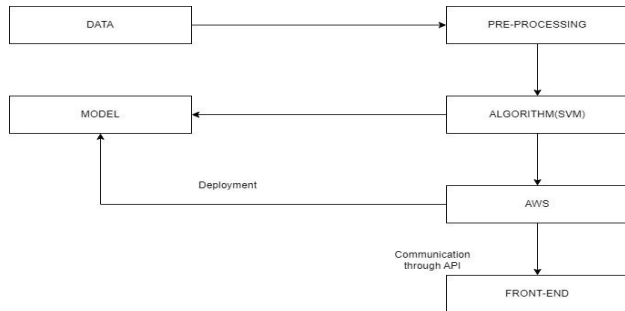 DATA
PRE-PROCESSING
MODEL
ALGORITHM(SVM)
Deployment
AWS
Communication
through API
FRONT-END